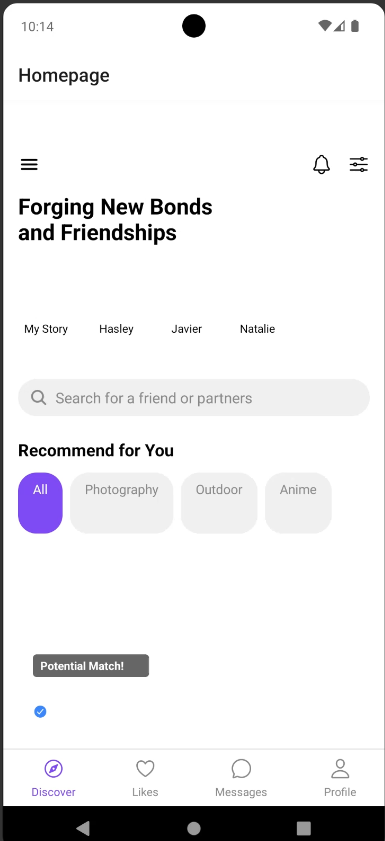 10:14
Homepage
Forging New Bonds
and Friendships
My Story
Hasley
Javier
Natalie
Search for a friend or partners
Recommend for You
All
Photography
Outdoor
Anime
Potential Match!
Discover
Likes
Messages
Profile